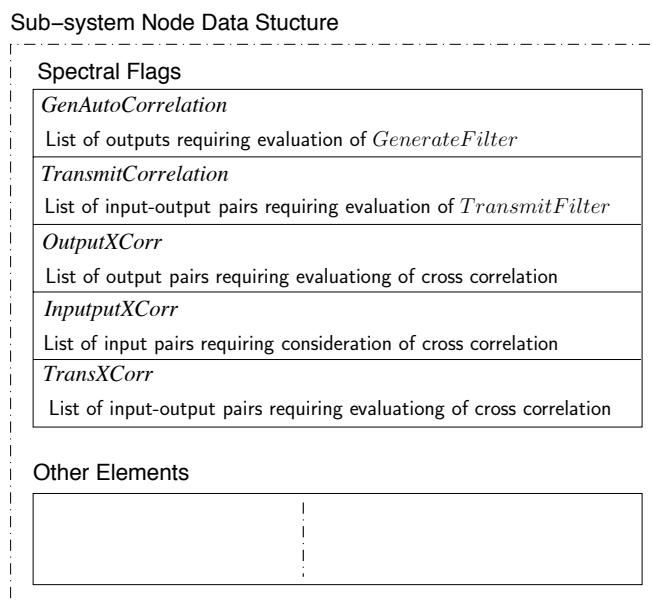 Sub−system Node Data Stucture
Spectral Flags
GenAutoCorrelation
List of outputs requiring evaluation of GenerateFilter
TransmitCorrelation
List of input-output pairs requiring evaluation of TransmitFilter
OutputXCorr
List of output pairs requiring evaluationg of cross correlation
InputputXCorr
List of input pairs requiring consideration of cross correlation
TransXCorr
List of input-output pairs requiring evaluationg of cross correlation
Other Elements